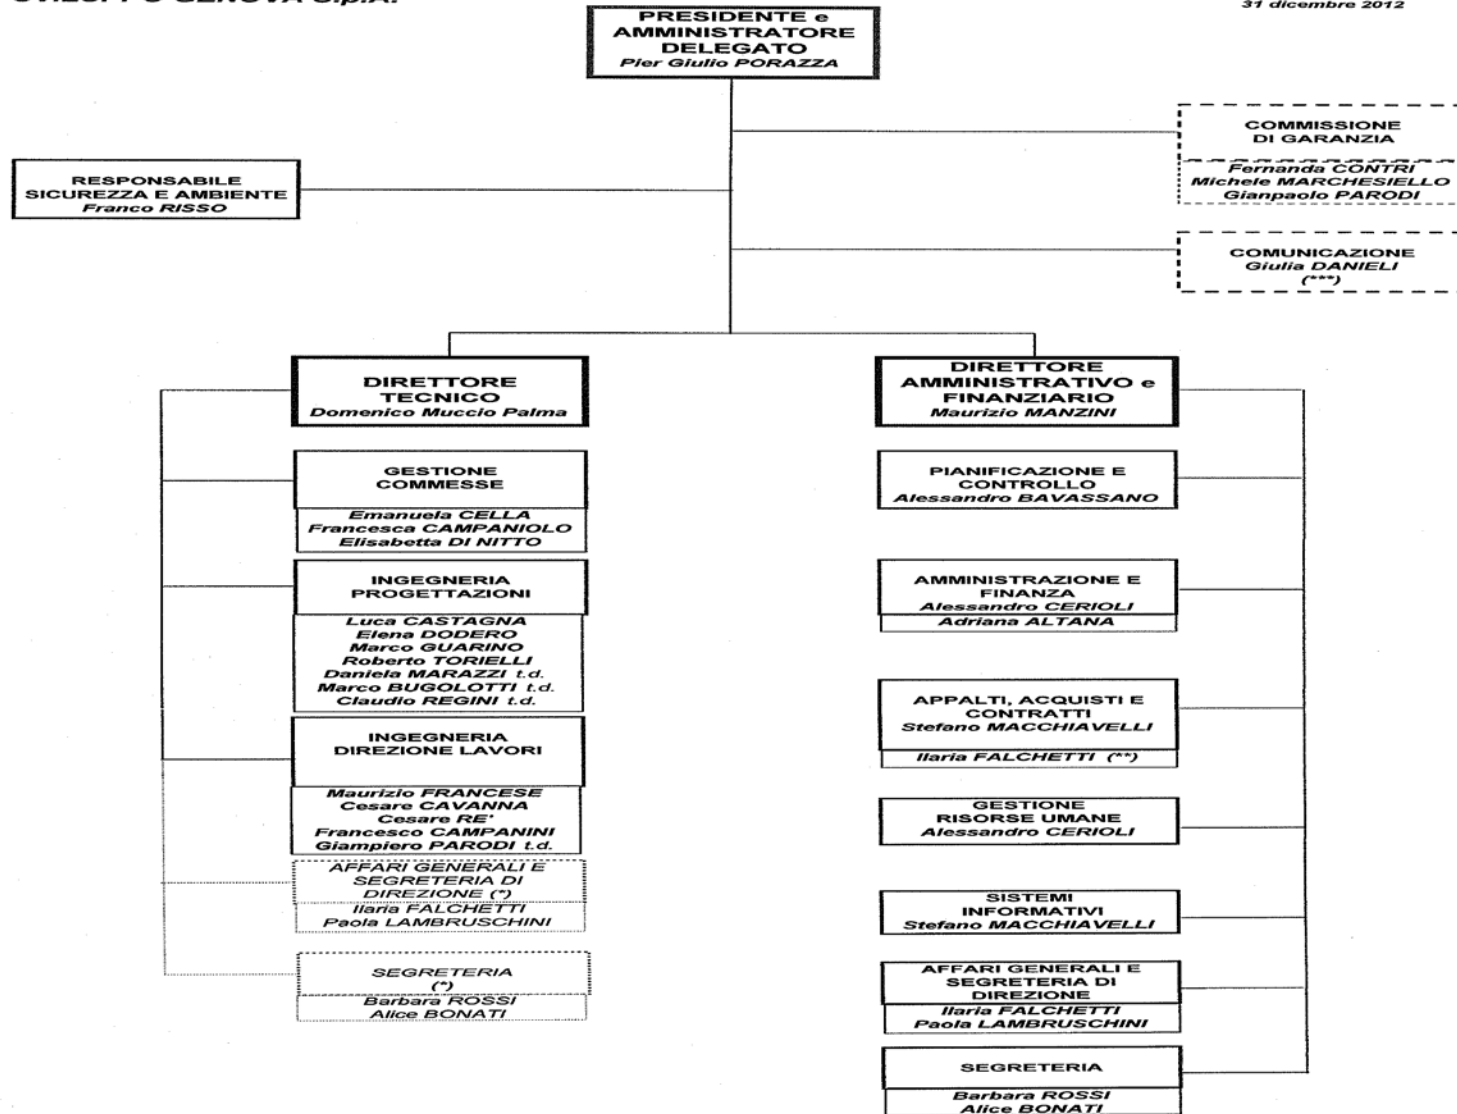 SVILUPPO GENOVA S.p.A.
31 dicembre 2012
PRESIDENTE e
AMMINISTRATORE
DELEGATO
Pier Giulio PORAZZA
COMMISSIONE
DI GARANZIA
Fernanda CONTRI
Michele MARCHESIELLO
Gianpaolo PARODI
RESPONSABILE
SICUREZZA E AMBIENTE
Franco RISSO
COMUNICAZIONE
Giulia DANIELI
(***)
DIRETTORE
TECNICO
Domenico Muccio Palma
GESTIONE
COMMESSE
Emanuela CELLA
Francesca CAMPANIOLO
Elisabetta DI NITTO
INGEGNERIA
PROGETTAZIONI
Luca CASTAGNA
Elena DODERO
Marco GUARINO
Roberto TORIELLI
Daniela MARAZZI t.d.
Marco BUGOLOTTI t.d.
Claudio REGINI t.d.
INGEGNERIA
DIREZIONE LAVORI
Maurizio FRANCESE
Cesare CAVANNA
Cesare RE'
Francesco CAMPANINI
Giampiero PARODI t.d.
AFFARI GENERALI E
SEGRETERIA DI
DIREZIONE (*)
Ilaria FALCHETTI
Paola LAMBRUSCHINI
SEGRETERIA
(*)
Barbara ROSSI
Alice BONATI
DIRETTORE
AMMINISTRATIVO e
FINANZIARIO
Maurizio MANZINI
PIANIFICAZIONE E
CONTROLLO
Alessandro BAVASSANO
AMMINISTRAZIONE E
FINANZA
Alessandro CERIOLI
Adriana ALTANA
APPALTI, ACQUISTI E
CONTRATTI
Stefano MACCHIAVELLI
Ilaria FALCHETTI (**)
GESTIONE
RISORSE UMANE
Alessandro CERIOLI
SISTEMI
INFORMATIVI
Stefano MACCHIAVELLI
AFFARI GENERALI E
SEGRETERIA DI
DIREZIONE
Ilaria FALCHETTI
Paola LAMBRUSCHINI
SEGRETERIA
Barbara ROSSI
Alice BONATI